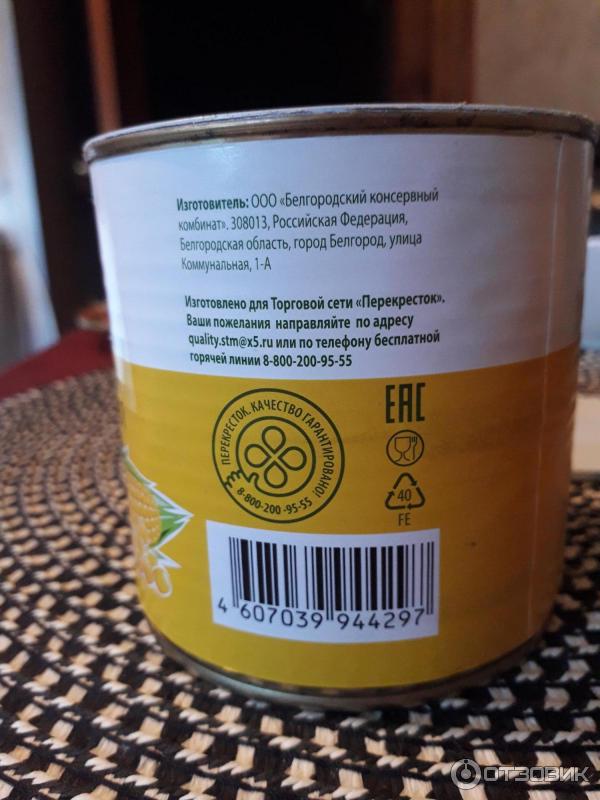 Изготовитель: ООО «Белгородский консервный
комбинат». 308013, Российская Федерация,
Белгородская область, город Белгород, улица
Коммунальная, 1-А
Изготовлено для Торговой сети «Перекресток».
Ваши пожелания направляйте по адресу
quality.stm@x5.ru или по телефону бесплатной
горячей линии 8-800-200-95-55
ПЕРЕКРЕСТОК. КАЧЕСТВО ГАРАНТИРОВАНО!
8-800-200-95-55
EAC
40
FE
4 607039 944297
ОТЗОВИК